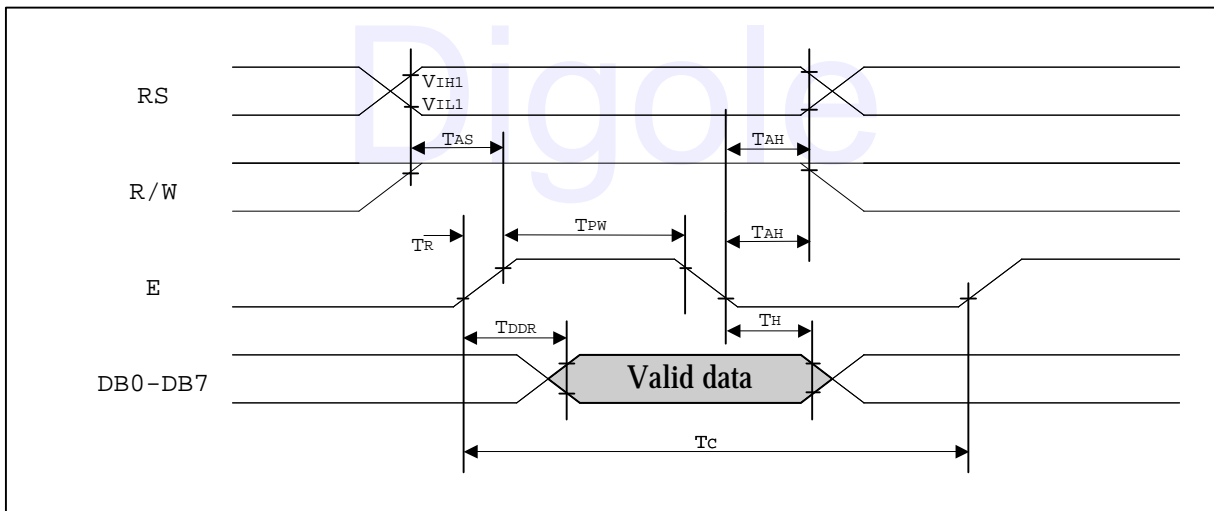 Digole
RS
VIH1
VIL1
TAS
TAH
R/W
TPW
TAH
TR
E
TDDR
TH
DB0-DB7
Valid data
TC